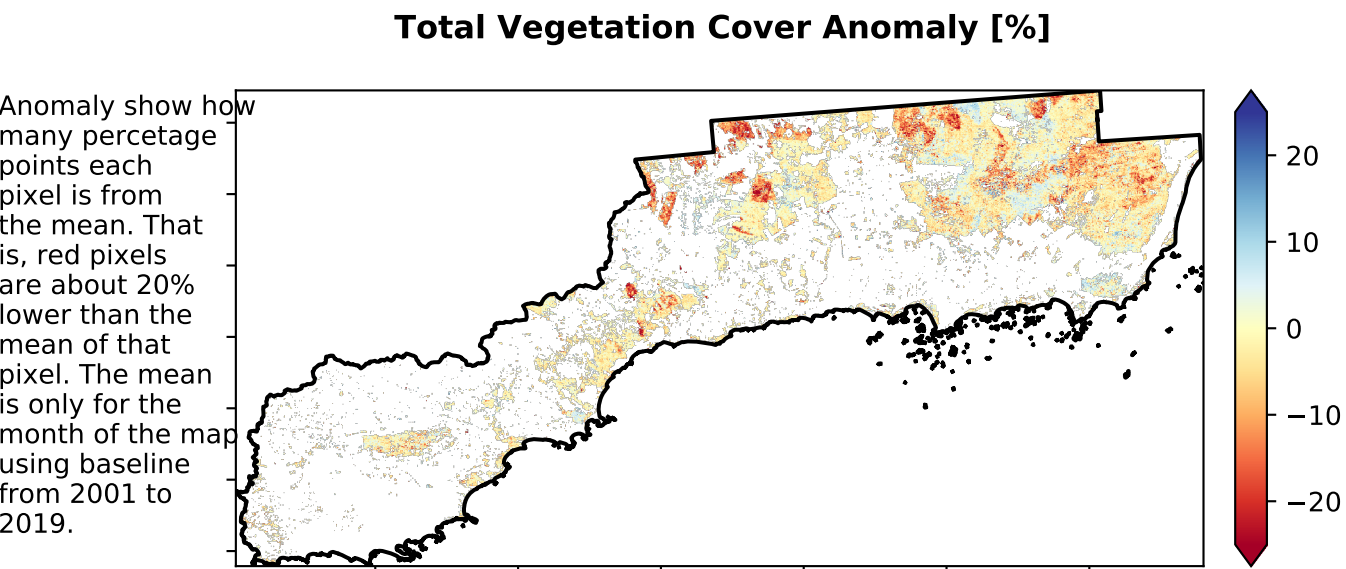 Total Vegetation Cover Anomaly [%]
Anomaly show how
many percetage
points each
pixel is from
the mean. That
is, red pixels
are about 20%
lower than the
mean of that
pixel. The mean
is only for the
month of the map
using baseline
from 2001 to
2019.
20
10
0
−10
−20